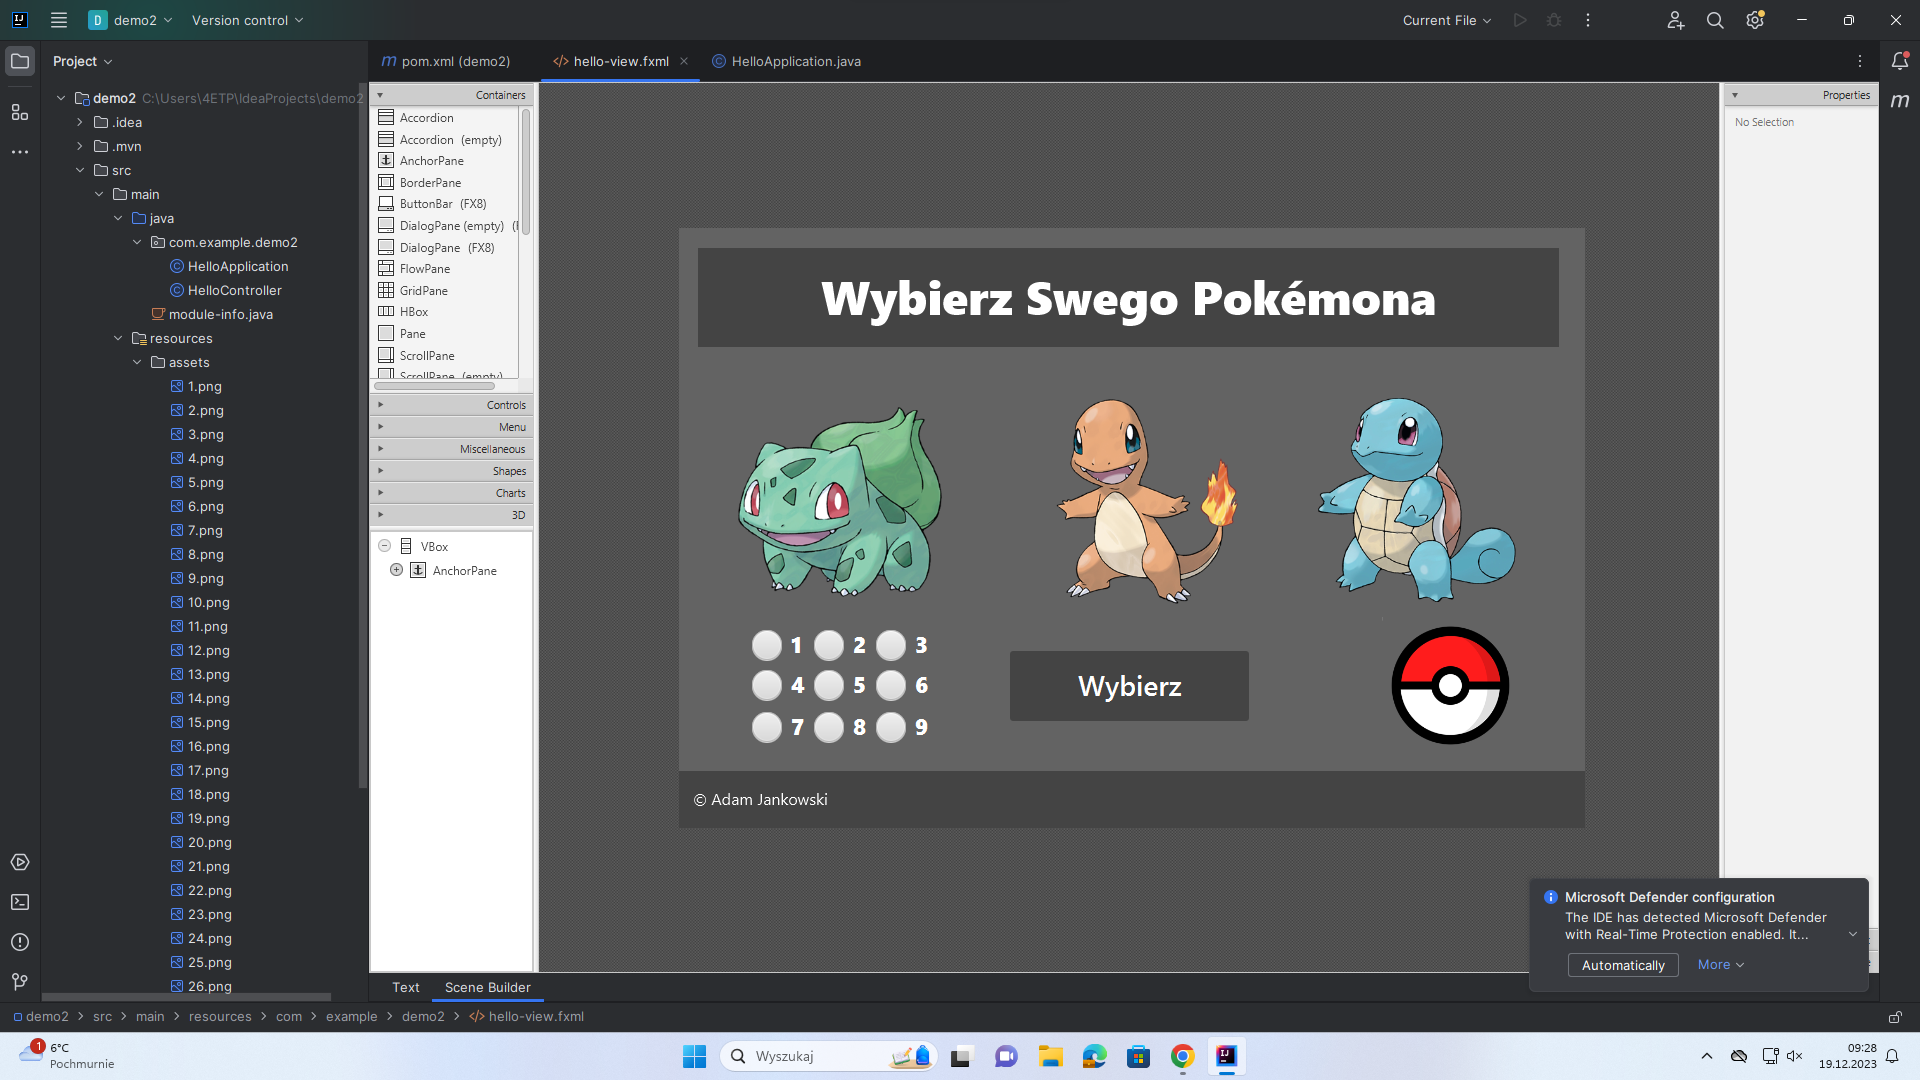 D demo2
Version control
Current File
Project
pom.xml (demo2)
hello-view.fxml
HelloApplication.java
demo2 C:\Users\4ETP\IdeaProjects\demo2
.idea
.mvn
src
main
java
com.example.demo2
HelloApplication
HelloController
module-info.java
resources
assets
1.png
2.png
3.png
4.png
5.png
6.png
7.png
8.png
9.png
10.png
11.png
12.png
13.png
14.png
15.png
16.png
17.png
18.png
19.png
20.png
21.png
22.png
23.png
24.png
25.png
26.png
Containers
Accordion
Accordion (empty)
AnchorPane
BorderPane
ButtonBar (FX8)
DialogPane (empty)
DialogPane (FX8)
FlowPane
GridPane
HBox
Pane
ScrollPane
ScrollPane (empty)
Controls
Menu
Miscellaneous
Shapes
Charts
3D
VBox
AnchorPane
Wybierz Swego Pokémona
1 2 3
4 5 6
7 8 9
Wybierz
© Adam Jankowski
Properties
No Selection
Microsoft Defender configuration
The IDE has detected Microsoft Defender
with Real-Time Protection enabled. It...
Automatically
More
Text
Scene Builder
demo2 > src > main > resources > com > example > demo2 > hello-view.fxml
1
6°C
Pochmurnie
Wyszukaj
09:28
19.12.2023